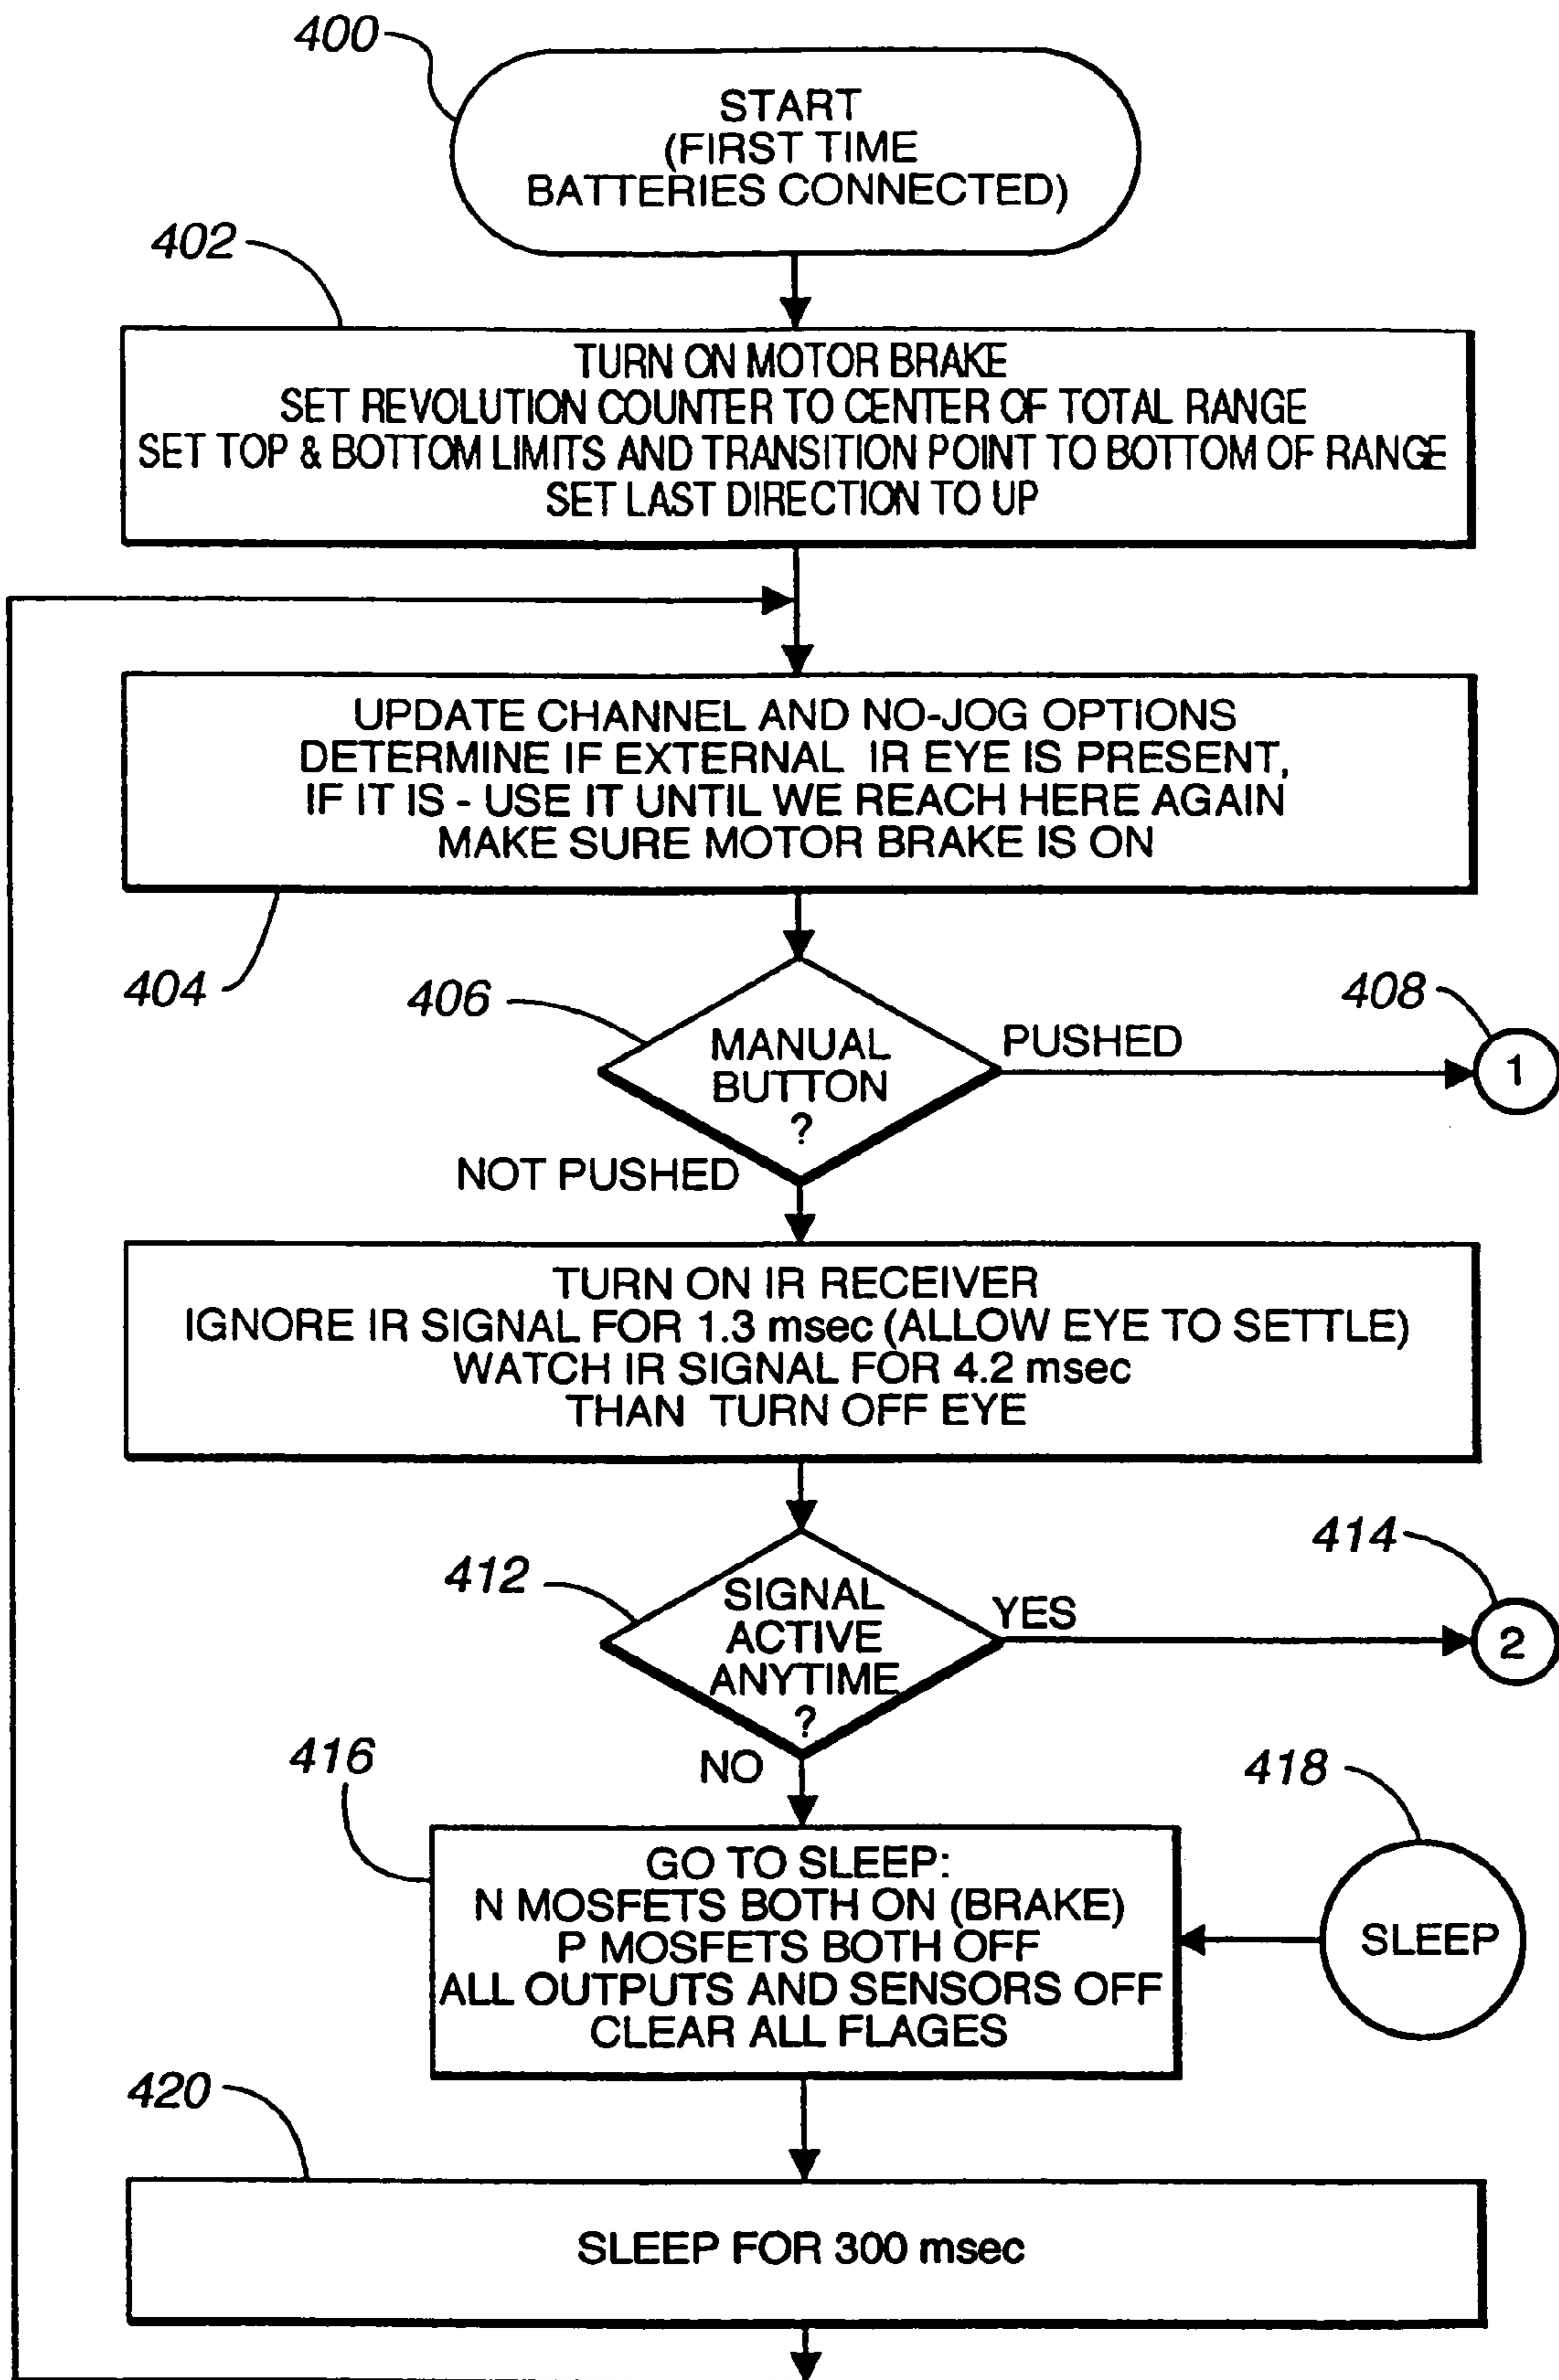 400
START
(FIRST TIME
BATTERIES CONNECTED)
402
TURN ON MOTOR BRAKE
SET REVOLUTION COUNTER TO CENTER OF TOTAL RANGE
SET TOP & BOTTOM LIMITS AND TRANSITION POINT TO BOTTOM OF RANGE
SET LAST DIRECTION TO UP
UPDATE CHANNEL AND NO-JOG OPTIONS
DETERMINE IF EXTERNAL IR EYE IS PRESENT,
IF IT IS - USE IT UNTIL WE REACH HERE AGAIN
MAKE SURE MOTOR BRAKE IS ON
404
406
MANUAL
BUTTON
?
PUSHED
408
1
NOT PUSHED
TURN ON IR RECEIVER
IGNORE IR SIGNAL FOR 1.3 msec (ALLOW EYE TO SETTLE)
WATCH IR SIGNAL FOR 4.2 msec
THAN TURN OFF EYE
412
SIGNAL
ACTIVE
ANYTIME
?
YES
414
2
NO
416
GO TO SLEEP:
N MOSFETS BOTH ON (BRAKE)
P MOSFETS BOTH OFF
ALL OUTPUTS AND SENSORS OFF
CLEAR ALL FLAGES
418
SLEEP
420
SLEEP FOR 300 msec